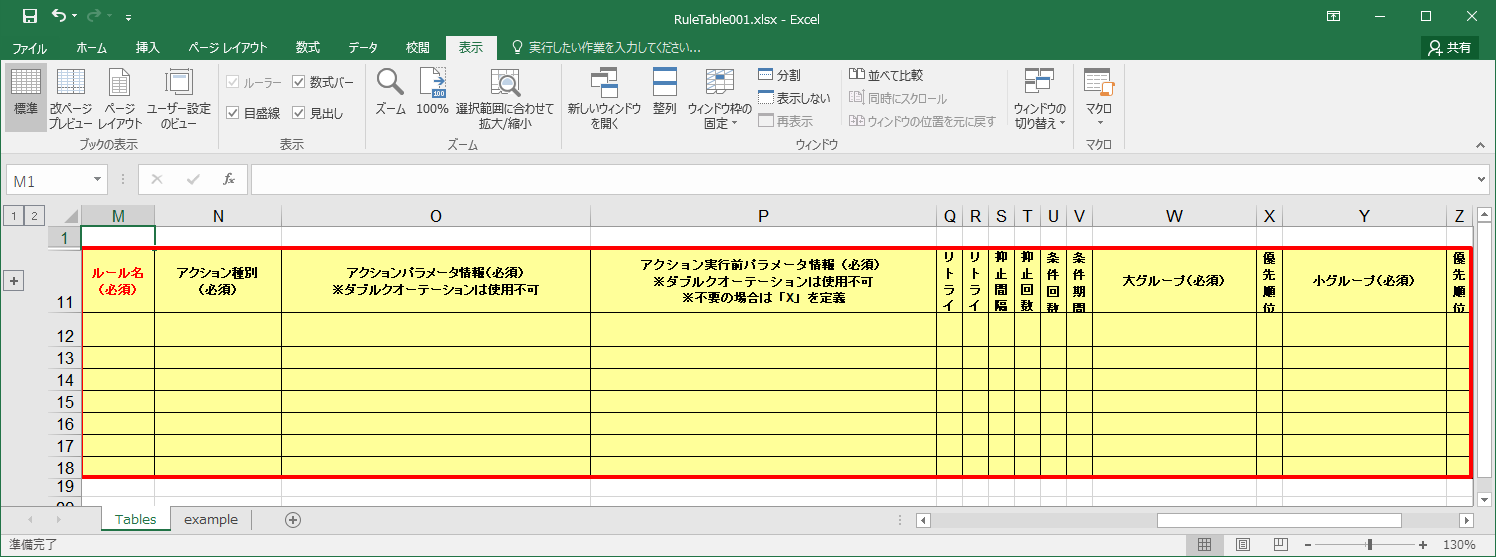 RuleTable001.xlsx - Excel
ファイル ホーム 挿入 ページ レイアウト 数式 データ 校閲 表示 実行したい作業を入力してください... 共有
標準 改ページ プレビュー ページ レイアウト ユーザー設定 のビュー
ブックの表示
ルーラー 数式バー
目盛線 見出し
表示
ズーム 100% 選択範囲に合わせて 拡大/縮小
100
ズーム
新しいウィンドウ を開く 整列 ウィンドウ枠の 固定
分割
表示しない
再表示
並べて比較
同時にスクロール
ウィンドウの位置を元に戻す
ウィンドウの 切り替え
ウィンドウ
マクロ
マクロ
M1 fx
1 2 M N O P Q R S T U V W X Y Z
1
11
ルール名
(必須)
アクション種別
(必須)
アクションパラメータ情報(必須)
※ダブルクオーテーションは使用不可
アクション実行前パラメータ情報(必須)
※ダブルクオーテーションは使用不可
※不要の場合は「X」を定義
リトライ
リトライ
抑止間隔
抑止回数
条件回数
条件期間
大グループ(必須)
優先順位
小グループ(必須)
優先順位
12
13
14
15
16
17
18
19
Tables example
準備完了 130%